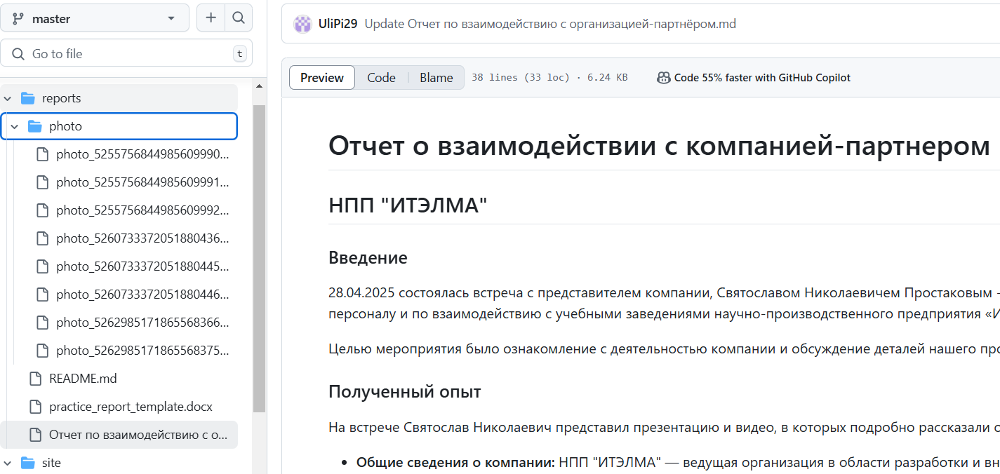 master
Go to file
t
reports
photo
photo_5255756844985609990...
photo_5255756844985609991...
photo_5255756844985609992...
photo_5260733372051880436...
photo_5260733372051880445...
photo_5260733372051880446...
photo_5262985171865568366...
photo_5262985171865568375...
README.md
practice_report_template.docx
Отчет по взаимодействию с о...
site
UliPi29 Update Отчет по взаимодействию с организацией-партнёром.md
Preview Code Blame 38 lines (33 loc) · 6.24 KB Code 55% faster with GitHub Copilot
Отчет о взаимодействии с компанией-партнером
НПП "ИТЭЛМА"
Введение
28.04.2025 состоялась встреча с представителем компании, Святославом Николаевичем Простаковым -
персоналу и по взаимодействию с учебными заведениями научно-производственного предприятия
Целью мероприятия было ознакомление с деятельностью компании и обсуждение деталей нашего
Полученный опыт
На встрече Святослав Николаевич представил презентацию и видео, в которых подробно рассказали
• Общие сведения о компании: НПП "ИТЭЛМА" — ведущая организация в области разработки и